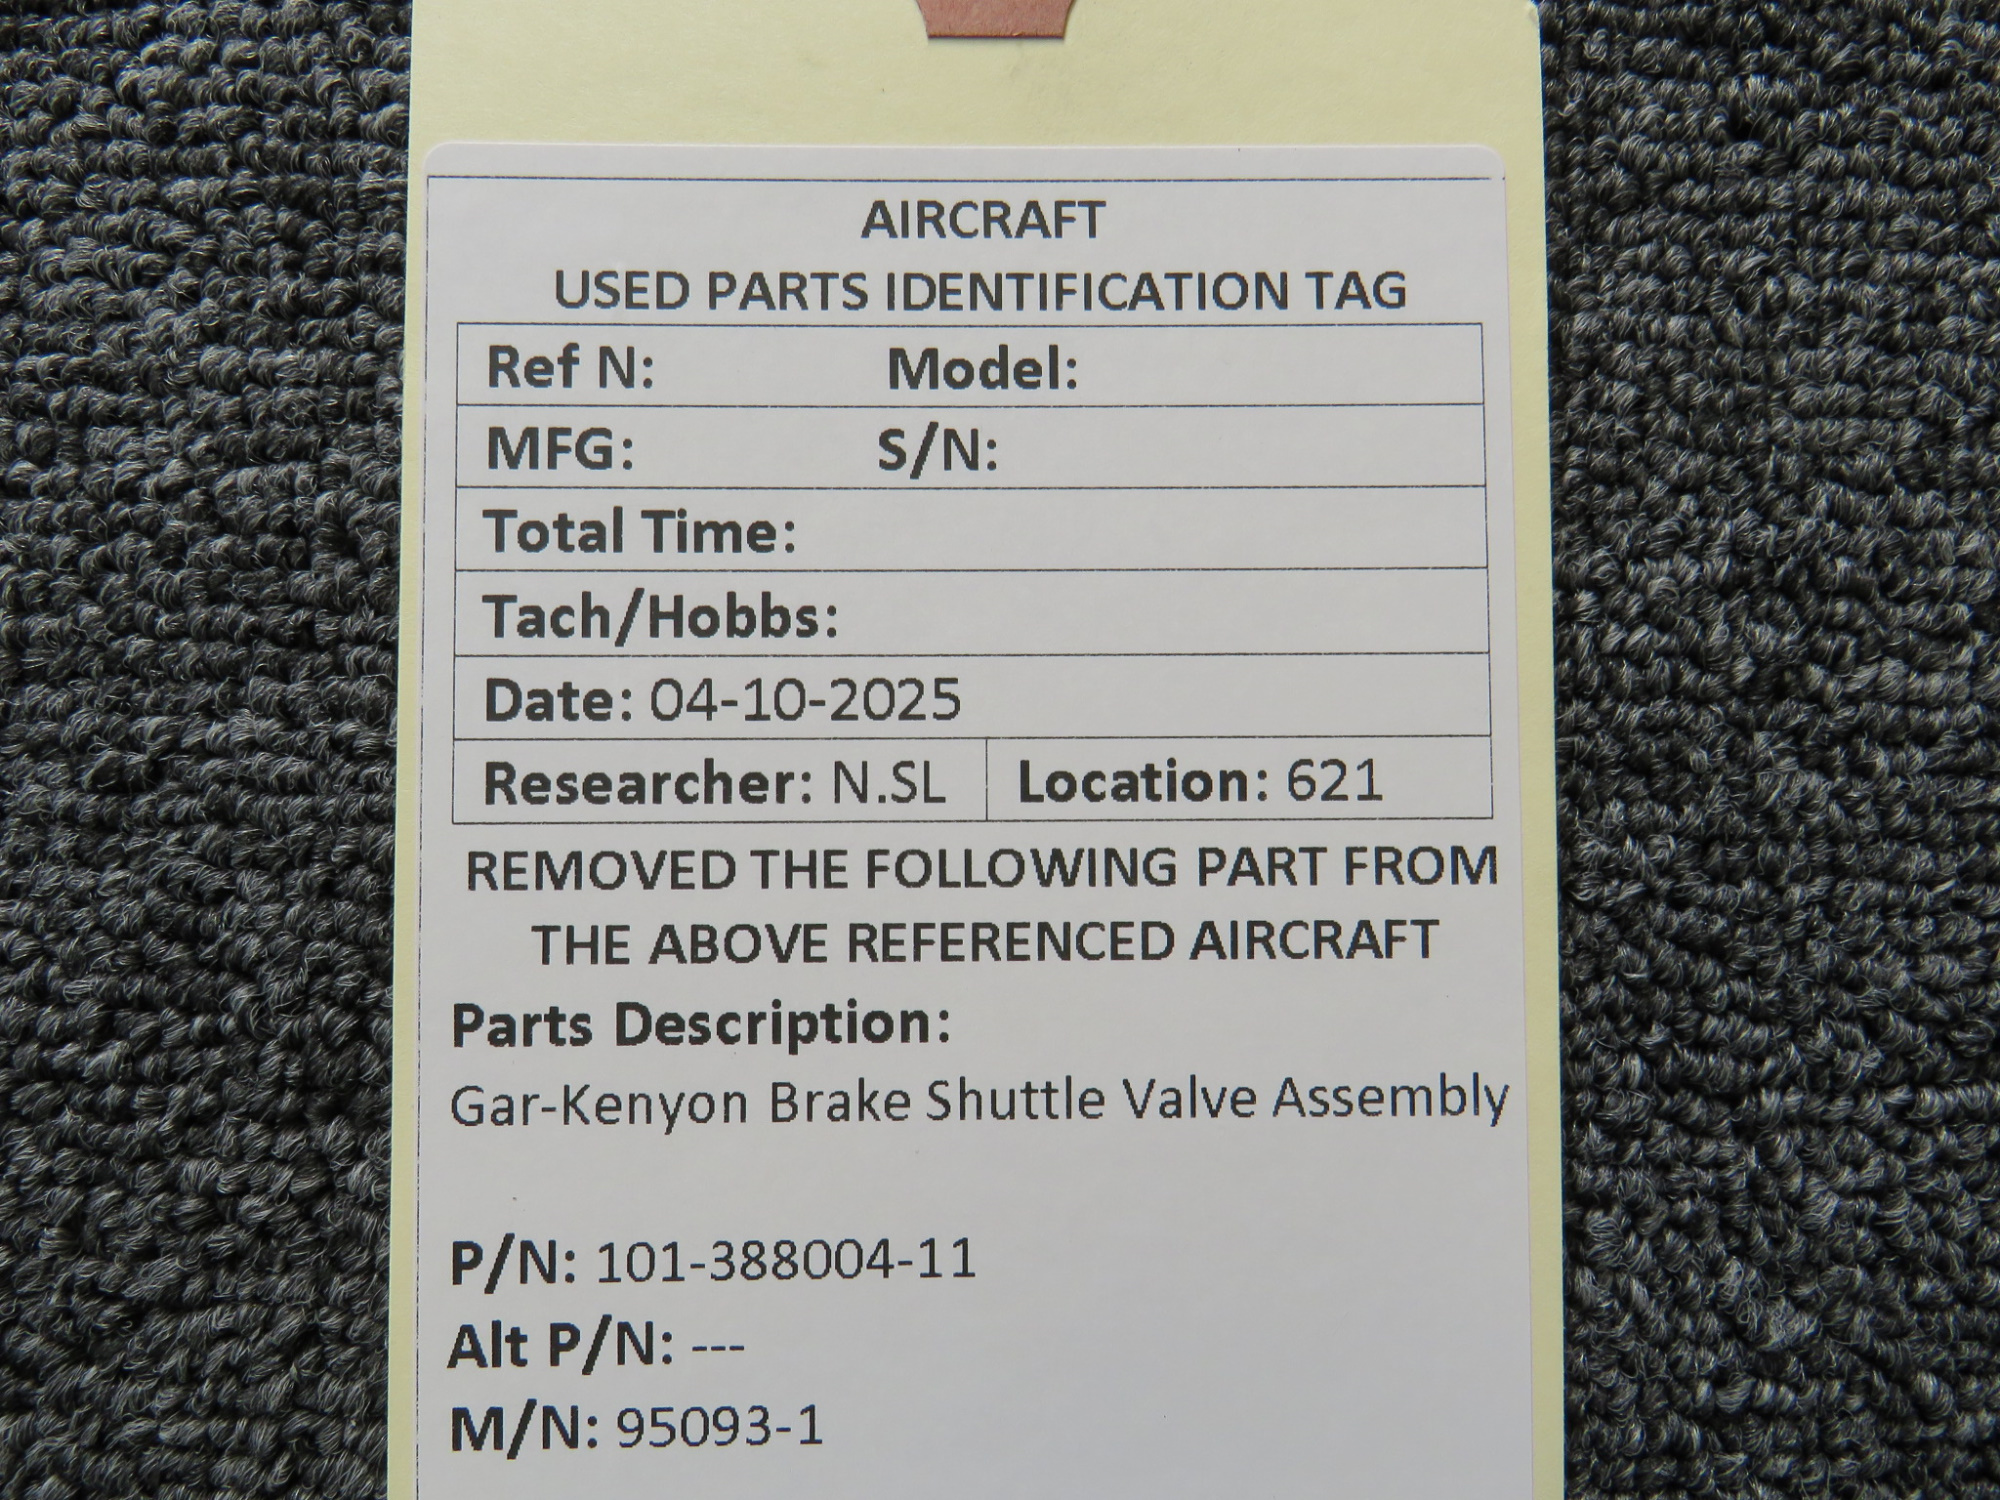 AIRCRAFT
USED PARTS IDENTIFICATION TAG
Ref N: Model:
MFG: S/N:
Total Time:
Tach/Hobbs:
Date: 04-10-2025
Researcher: N.SL Location: 621
REMOVED THE FOLLOWING PART FROM
THE ABOVE REFERENCED AIRCRAFT
Parts Description:
Gar-Kenyon Brake Shuttle Valve Assembly
P/N: 101-388004-11
Alt P/N: ---
M/N: 95093-1